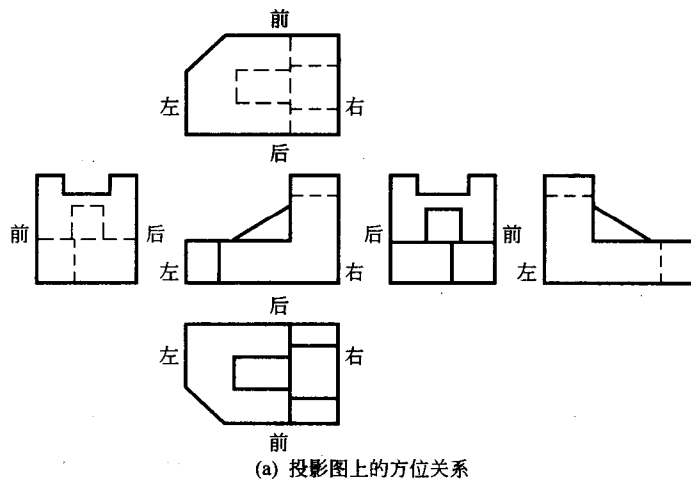 前
左 右
后
前 后 后 前
左 右 左
后
左 右
前
(a) 投影图上的方位关系